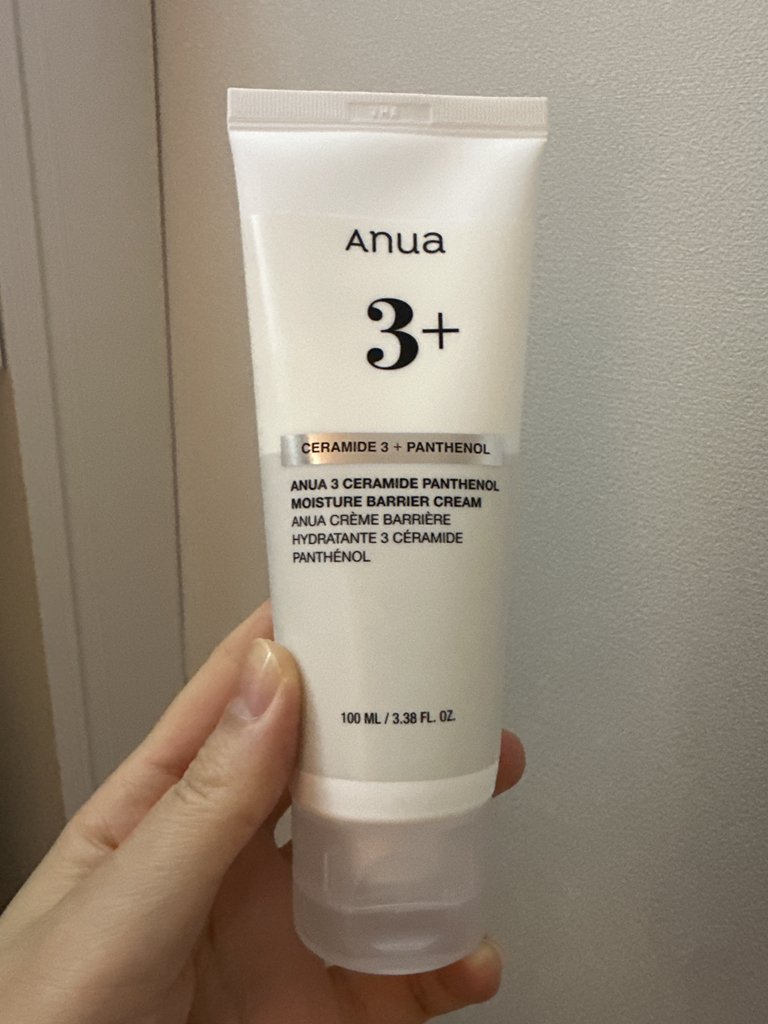 Anua
3+
CERAMIDE 3 + PANTHENOL
ANUA 3 CERAMIDE PANTHENOL
MOISTURE BARRIER CREAM
ANUA CRÈME BARRIÈRE
HYDRATANTE 3 CÉRAMIDE
PANTHÉNOL
100 ML / 3.38 FL. OZ.